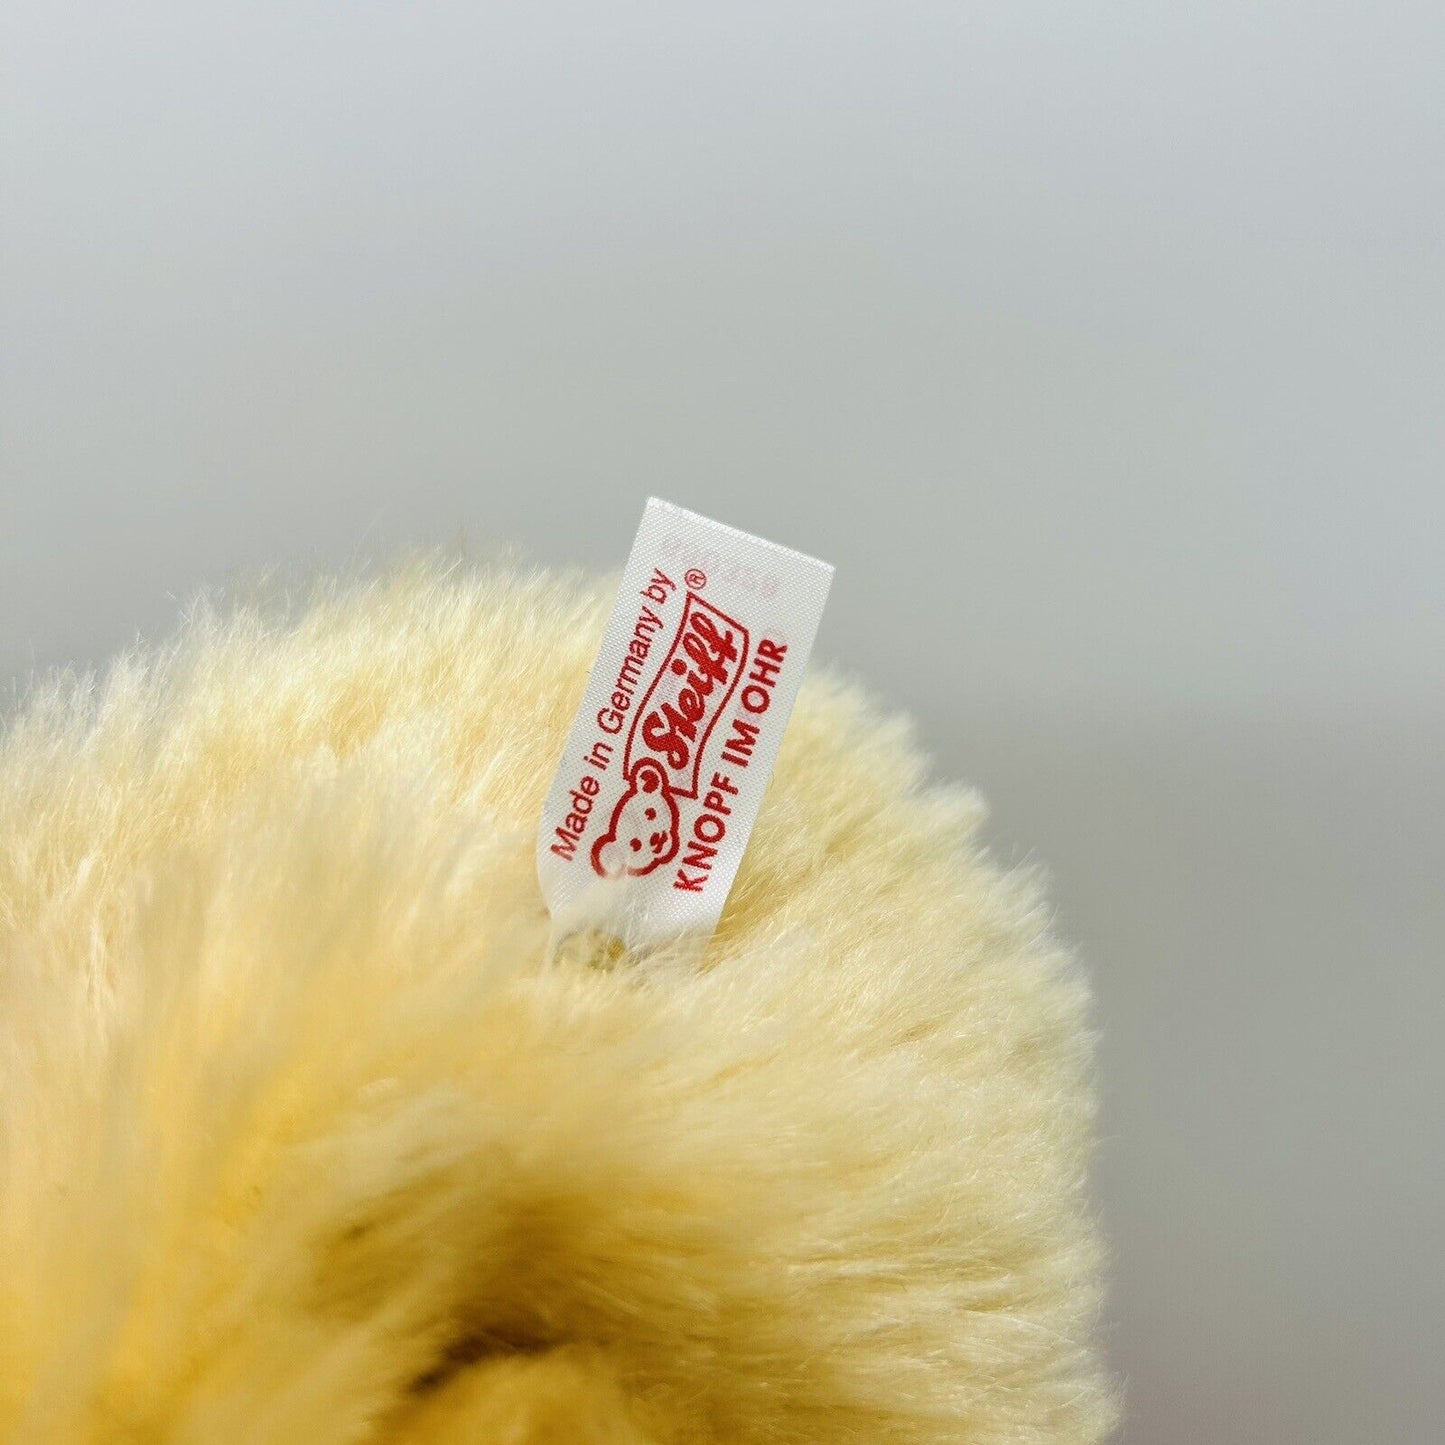 Made in Germany by
Steiff®
KNOPF IM OHR